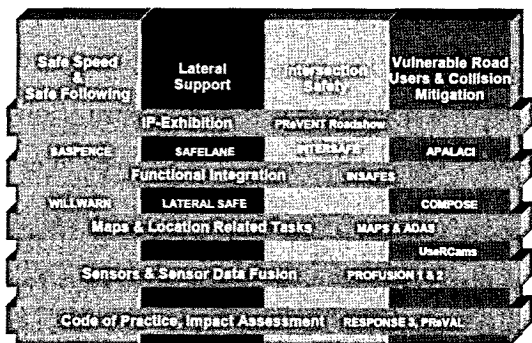 Safe Speed
&
Safe Following
Lateral
Support
Intersection
Safety
Vulnerable Road
Users & Collision
Mitigation
IP-Exhibition PReVENT Roadshow
SASPENCE SAFELANE INTERSAFE APALACI
Functional Integration INSAFES
WILLWARN LATERAL SAFE COMPOSE
Maps & Location Related Tasks MAPS & ADAS
UseRCams
Sensors & Sensor Data Fusion PROFUSION 1 & 2
Code of Practice, Impact Assessment RESPONSE 3, PReVAL